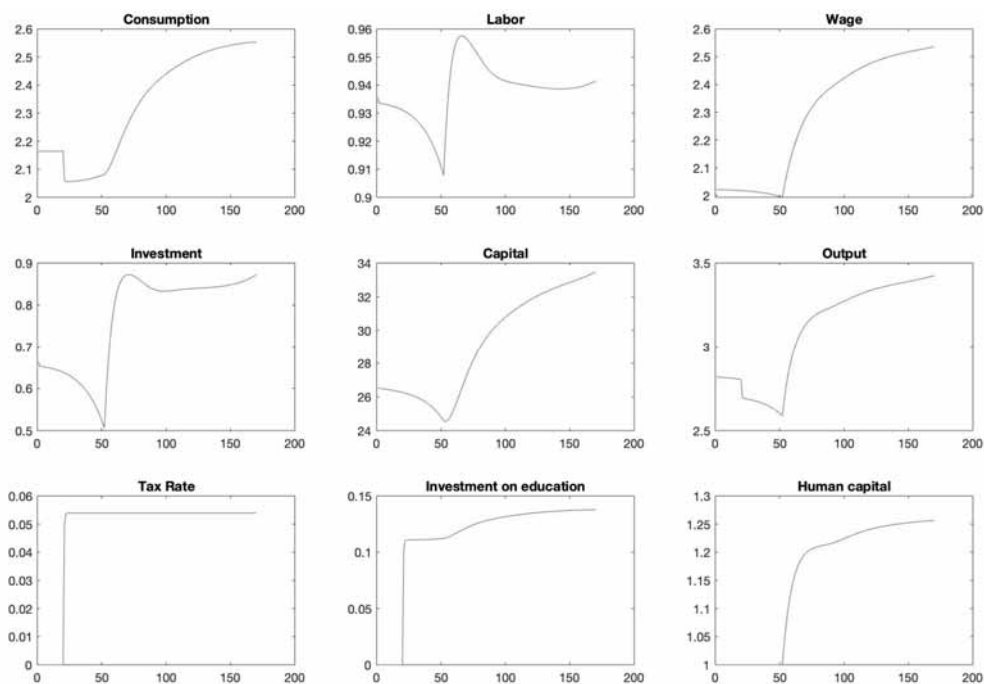 Consumption
2.6
2.5
2.4
2.3
2.2
2.1
2
0 50 100 150 200
Labor
0.96
0.95
0.94
0.93
0.92
0.91
0.9
0 50 100 150 200
Wage
2.6
2.5
2.4
2.3
2.2
2.1
2
0 50 100 150 200
Investment
0.9
0.8
0.7
0.6
0.5
0 50 100 150 200
Capital
34
32
30
28
26
24
0 50 100 150 200
Output
3.5
3
2.5
0 50 100 150 200
Tax Rate
0.06
0.05
0.04
0.03
0.02
0.01
0
0 50 100 150 200
Investment on education
0.15
0.1
0.05
0
0 50 100 150 200
Human capital
1.3
1.25
1.2
1.15
1.1
1.05
1
0 50 100 150 200